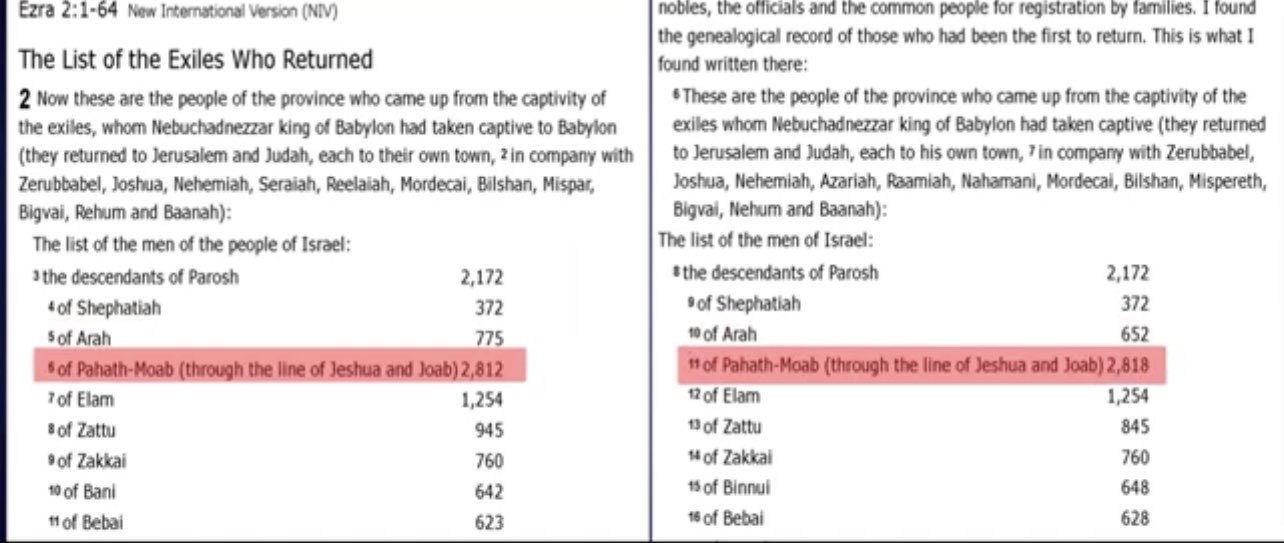 Ezra 2:1-64 New International Version (NIV)
The List of the Exiles Who Returned
2 Now these are the people of the province who came up from the captivity of
the exiles, whom Nebuchadnezzar king of Babylon had taken captive to Babylon
(they returned to Jerusalem and Judah, each to their own town, 2 in company with
Zerubbabel, Joshua, Nehemiah, Seraiah, Reelaiah, Mordecai, Bilshan, Mispar,
Bigvai, Rehum and Baanah):
The list of the men of the people of Israel:
3 the descendants of Parosh 2,172
4 of Shephatiah 372
5 of Arah 775
6 of Pahath-Moab (through the line of Jeshua and Joab) 2,812
7 of Elam 1,254
8 of Zattu 945
9 of Zakkai 760
10 of Bani 642
11 of Bebai 623
nobles, the officials and the common people for registration by families. I found
the genealogical record of those who had been the first to return. This is what I
found written there:
6 These are the people of the province who came up from the captivity of the
exiles whom Nebuchadnezzar king of Babylon had taken captive (they returned
to Jerusalem and Judah, each to his own town, 7 in company with Zerubbabel,
Joshua, Nehemiah, Azariah, Raamiah, Nahamani, Mordecai, Bilshan, Mispereth,
Bigvai, Nehum and Baanah):
The list of the men of Israel:
8 the descendants of Parosh 2,172
9 of Shephatiah 372
10 of Arah 652
11 of Pahath-Moab (through the line of Jeshua and Joab) 2,818
12 of Elam 1,254
13 of Zattu 845
14 of Zakkai 760
15 of Binnui 648
16 of Bebai 628